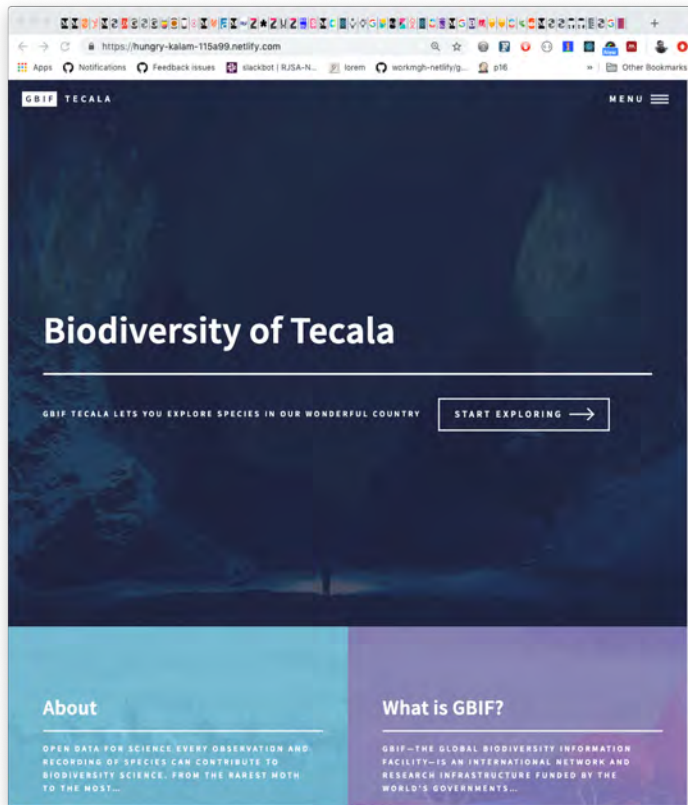 https://hungry-kalam-115a99.netlify.com
Apps Notifications Feedback issues slackbot | RJSA-N... lorem workmgh-netlify/g... p16 » Other Bookmarks
GBIF TECALA MENU
Biodiversity of Tecala
GBIF TECALA LETS YOU EXPLORE SPECIES IN OUR WONDERFUL COUNTRY START EXPLORING
About
OPEN DATA FOR SCIENCE EVERY OBSERVATION AND
RECORDING OF SPECIES CAN CONTRIBUTE TO
BIODIVERSITY SCIENCE. FROM THE RAREST MOTH
TO THE MOST...
What is GBIF?
GBIF—THE GLOBAL BIODIVERSITY INFORMATION
FACILITY—IS AN INTERNATIONAL NETWORK AND
RESEARCH INFRASTRUCTURE FUNDED BY THE
WORLD'S GOVERNMENTS...